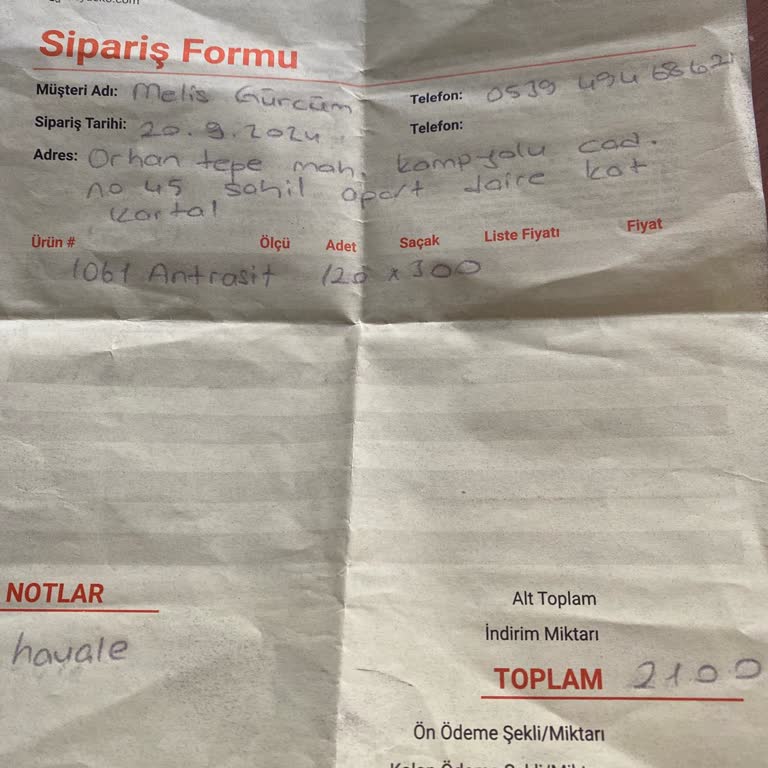 Sipariş Formu
Müşteri Adı: Melis Gürcüm
Telefon: 0539 494 68 62
Sipariş Tarihi: 20.9.2024
Telefon:
Adres: Orhan tepe mah. kampyolu cad.
no 45 sahil apart daire kat
Kartal
Ürün # Ölçü Adet Saçak Liste Fiyatı Fiyat
1061 Antrasit 120 x 300
NOTLAR
havale
Alt Toplam
İndirim Miktarı
TOPLAM 2100
Ön Ödeme Şekli/Miktarı